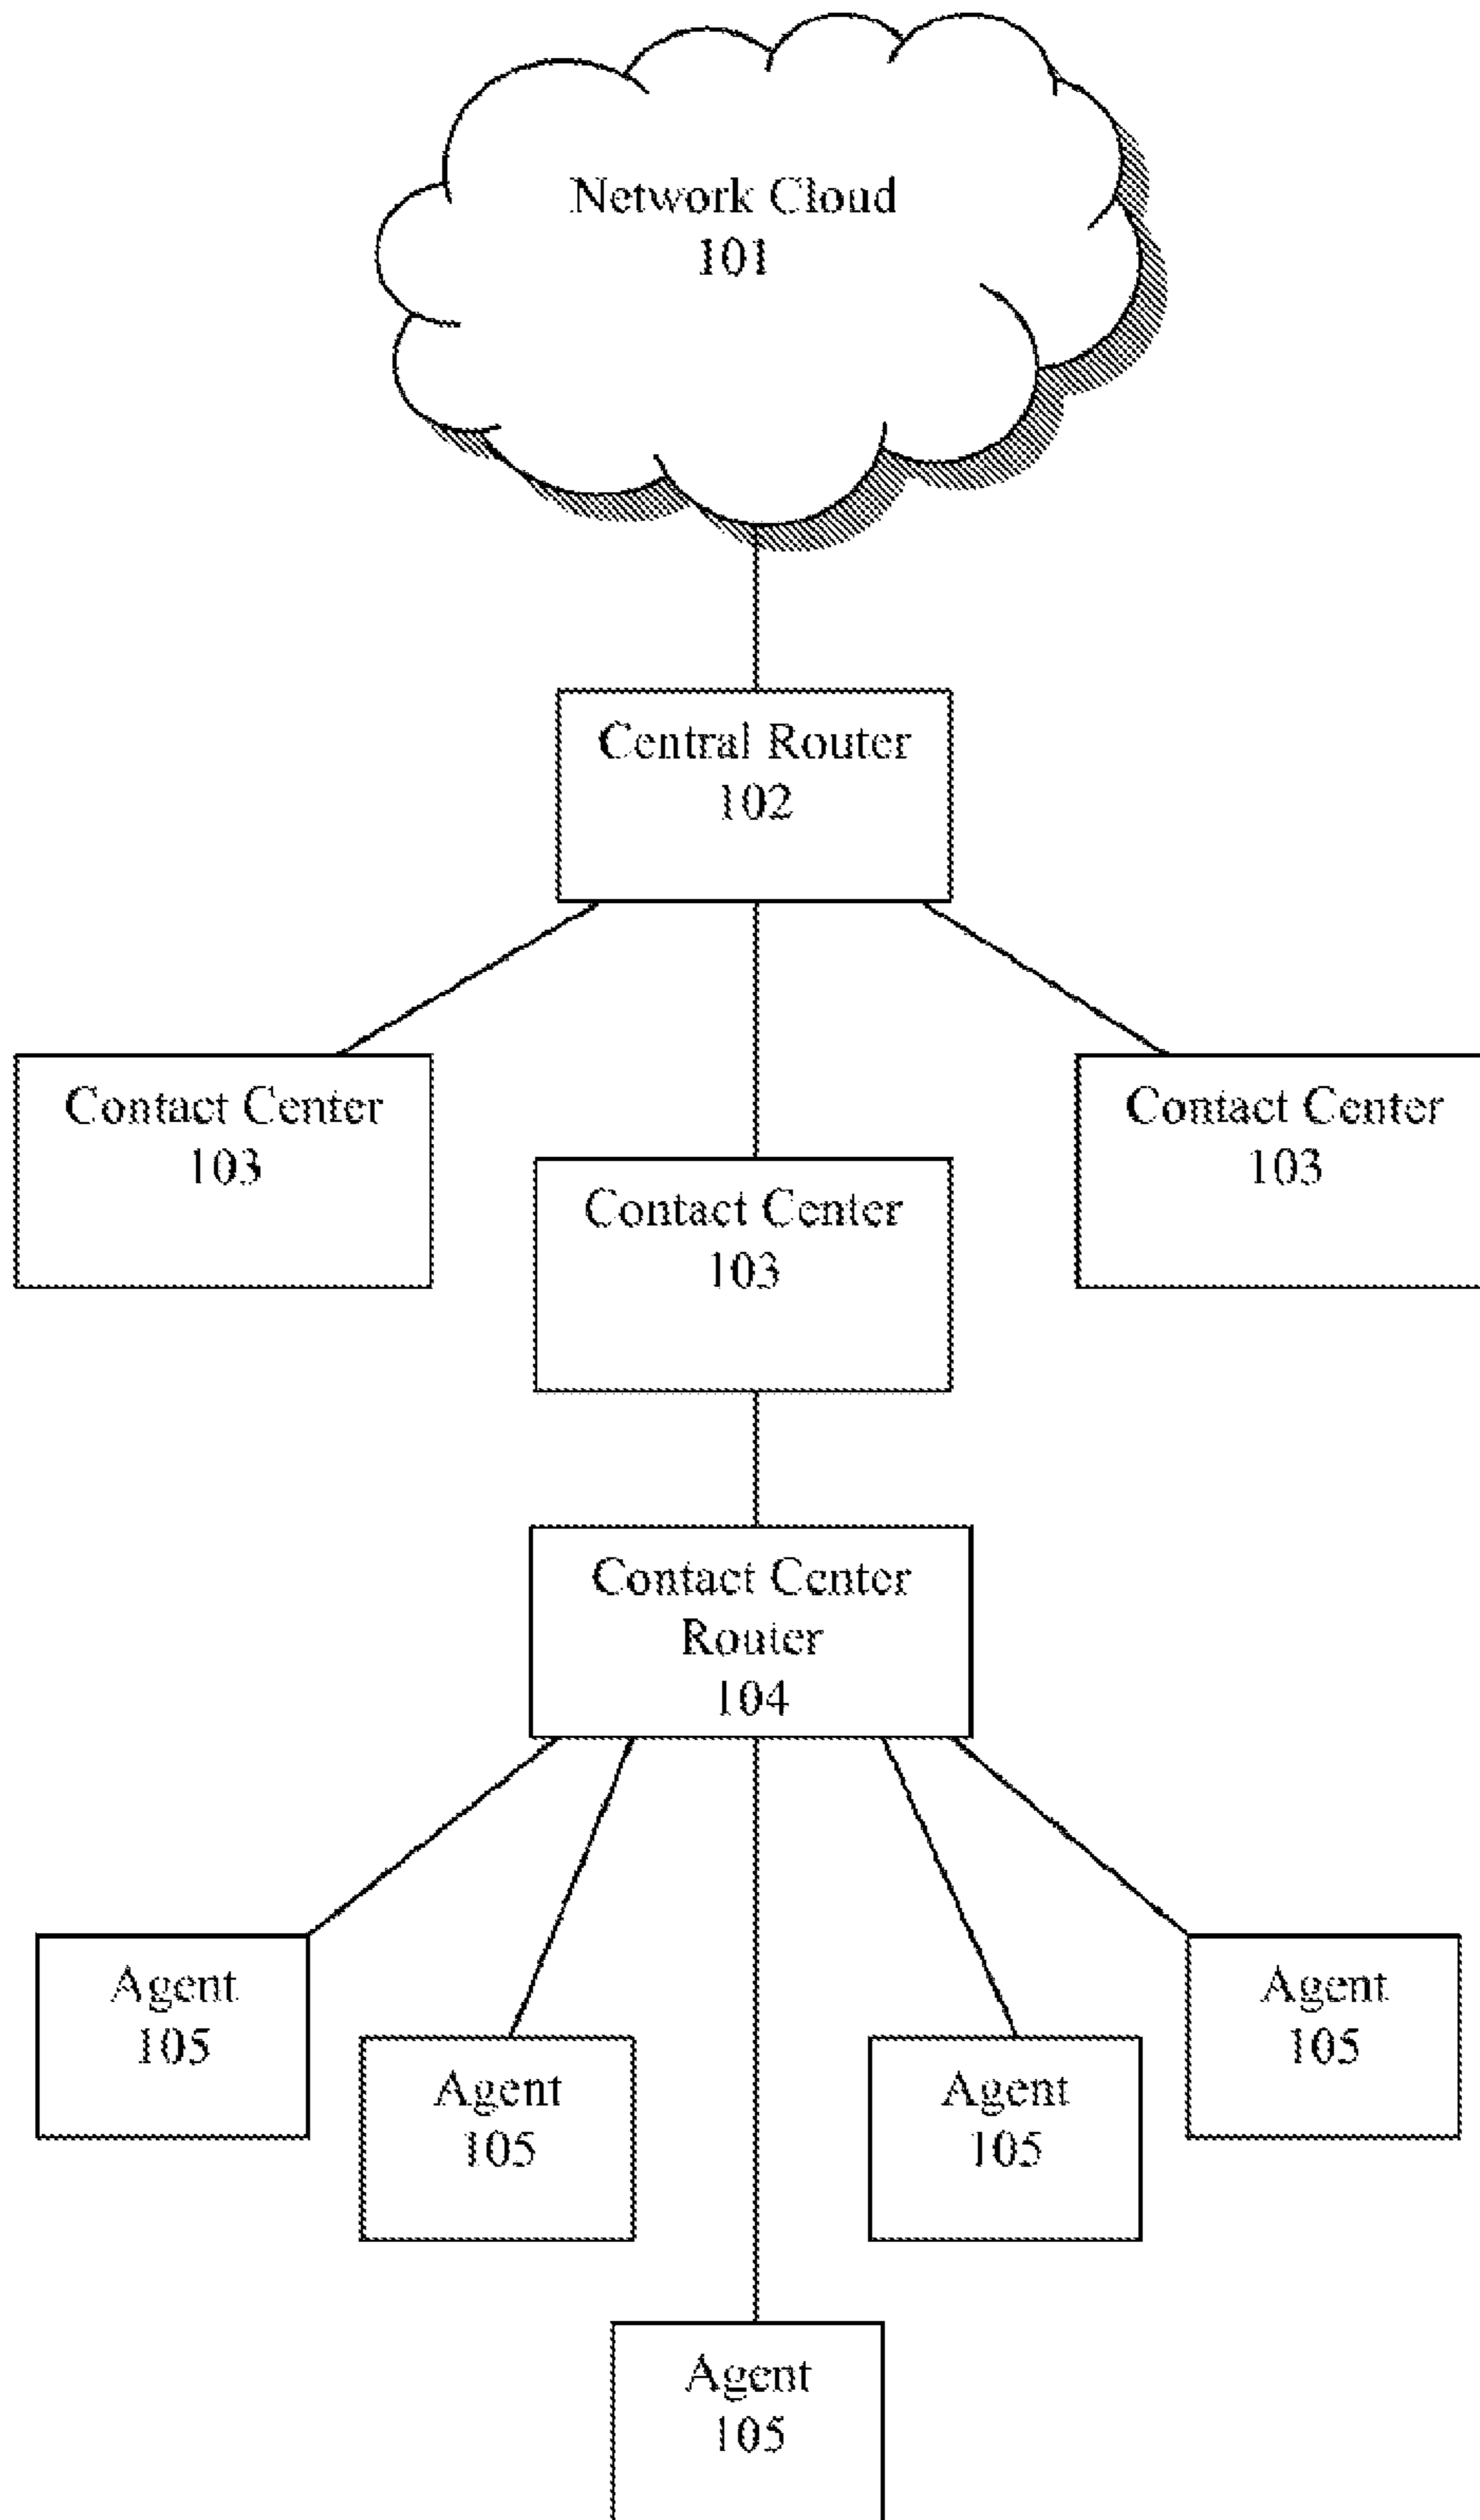 Network Cloud
101
Central Router
102
Contact Center
103
Contact Center
103
Contact Center
103
Contact Center
Router
104
Agent
105
Agent
105
Agent
105
Agent
105
Agent
105